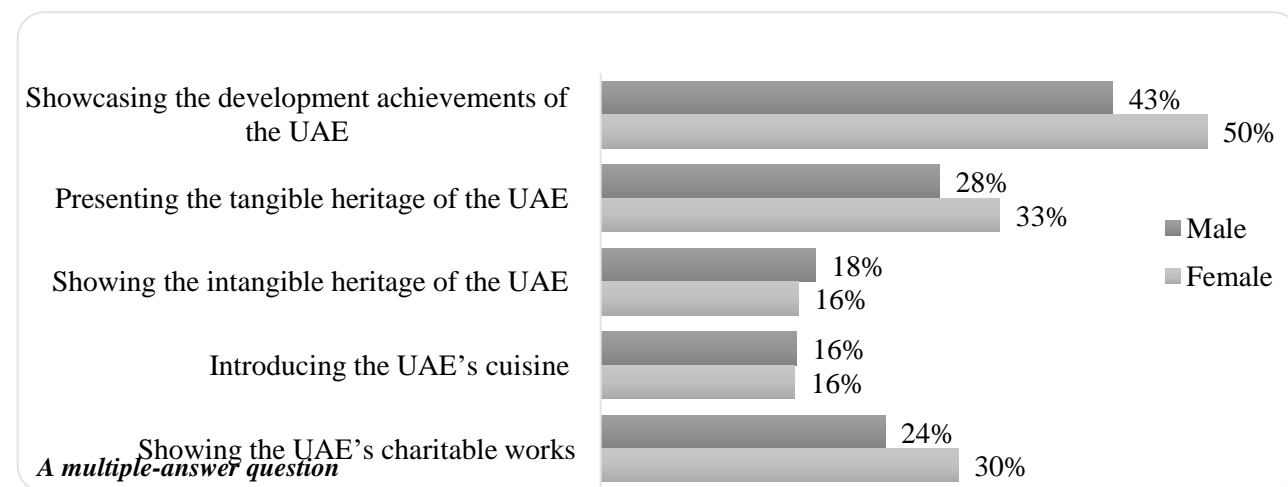 Showcasing the development achievements of
the UAE
43%
50%
Presenting the tangible heritage of the UAE
28%
33%
Male
Showing the intangible heritage of the UAE
18%
16%
Female
Introducing the UAE’s cuisine
16%
16%
Showing the UAE’s charitable works
24%
30%
A multiple-answer question